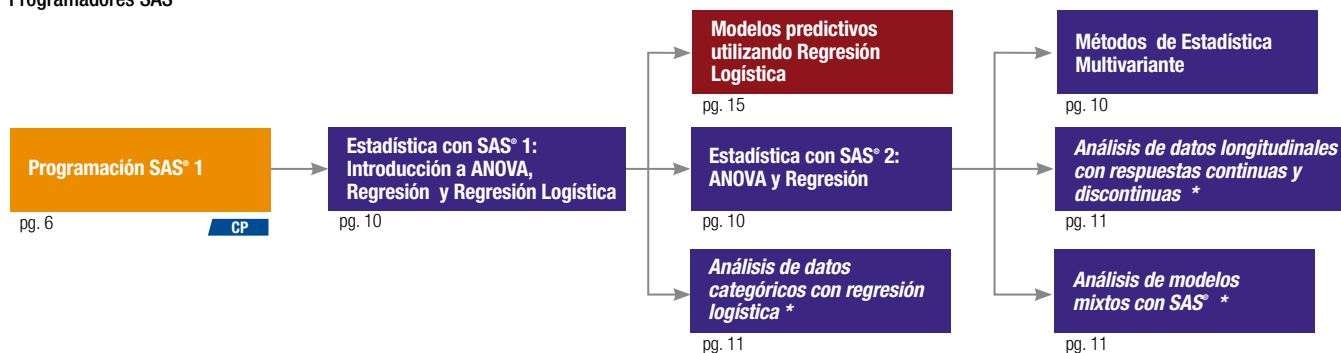 Programadores SAS
Programación SAS® 1
pg. 6
CP
Estadística con SAS® 1:
Introducción a ANOVA,
Regresión y Regresión Logística
pg. 10
Modelos predictivos
utilizando Regresión
Logística
pg. 15
Estadística con SAS® 2:
ANOVA y Regresión
pg. 10
Análisis de datos
categóricos con regresión
logística *
pg. 11
Métodos de Estadística
Multivariante
pg. 10
Análisis de datos longitudinales
con respuestas continuas y
discontinuas *
pg. 11
Análisis de modelos
mixtos con SAS® *
pg. 11